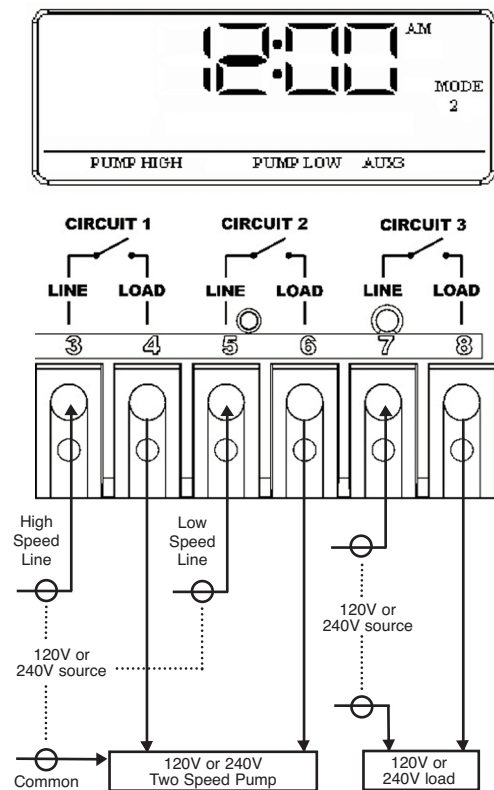 12:00 AM
MODE
2
PUMP HIGH PUMP LOW AUX3
CIRCUIT 1 CIRCUIT 2 CIRCUIT 3
LINE LOAD LINE LOAD LINE LOAD
3 4 5 6 7 8
High
Speed
Line
Low
Speed
Line
120V or
240V source
120V or
240V source
Common
120V or 240V
Two Speed Pump
120V or
240V load